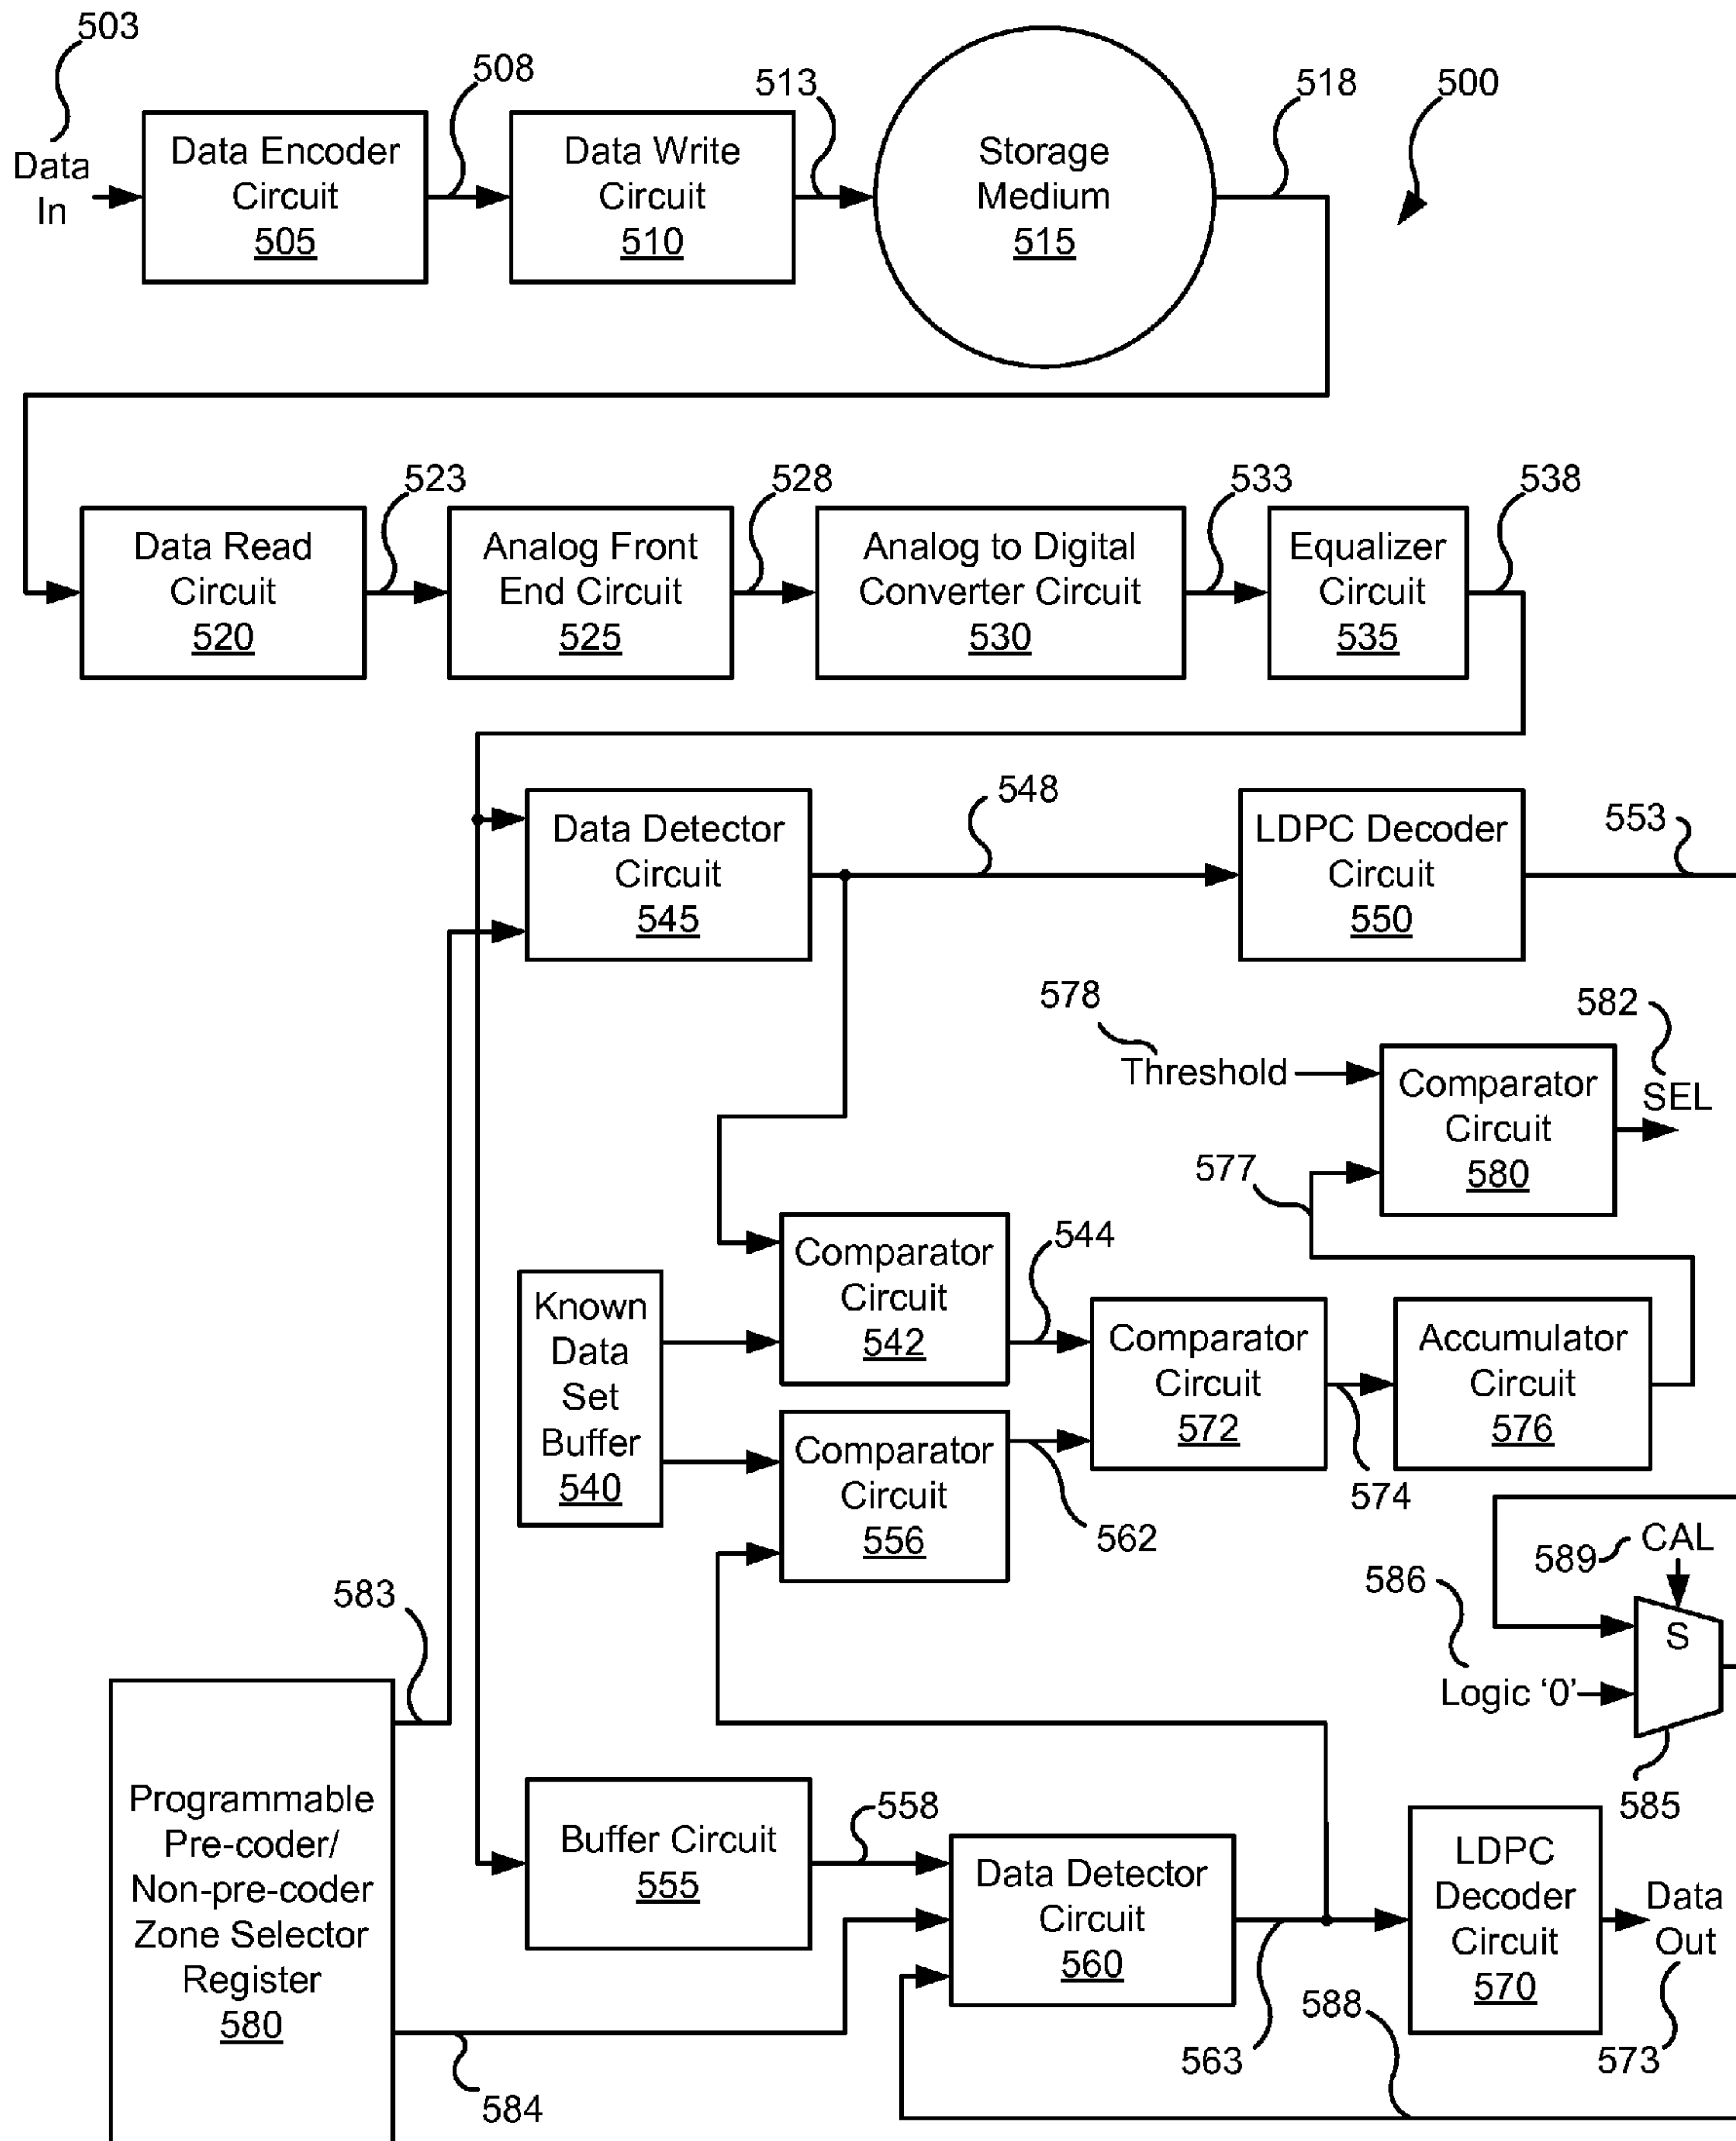 503
508
513
518
500
Data
In
Data Encoder
Circuit
505
Data Write
Circuit
510
Storage
Medium
515
523
528
533
538
Data Read
Circuit
520
Analog Front
End Circuit
525
Analog to Digital
Converter Circuit
530
Equalizer
Circuit
535
548
553
Data Detector
Circuit
545
LDPC Decoder
Circuit
550
578
Threshold
582
SEL
Comparator
Circuit
580
577
544
Known
Data
Set
Buffer
540
Comparator
Circuit
542
Comparator
Circuit
572
Accumulator
Circuit
576
Comparator
Circuit
556
562
574
589
CAL
586
S
Logic ‘0’
585
583
Programmable
Pre-coder/
Non-pre-coder
Zone Selector
Register
580
Buffer Circuit
555
558
Data Detector
Circuit
560
LDPC
Decoder
Circuit
570
Data
Out
573
563
588
584